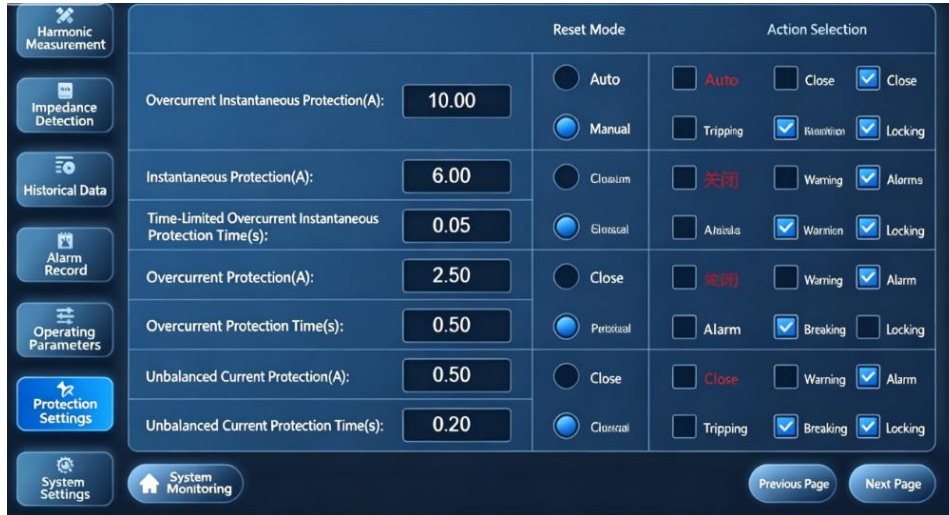 Harmonic
Measurement
Impedance
Detection
Historical Data
Alarm
Record
Operating
Parameters
Protection
Settings
System
Settings
Reset Mode
Action Selection
Overcurrent Instantaneous Protection(A):
10.00
Auto
Auto
Close
Close
Manual
Tripping
Locking
Instantaneous Protection(A):
6.00
关闭
Warning
Alarms
Time-Limited Overcurrent Instantaneous
Protection Time(s):
0.05
Locking
Overcurrent Protection(A):
2.50
Close
关闭
Warning
Alarm
Overcurrent Protection Time(s):
0.50
Alarm
Breaking
Locking
Unbalanced Current Protection(A):
0.50
Close
Close
Warning
Alarm
Unbalanced Current Protection Time(s):
0.20
Tripping
Breaking
Locking
System
Monitoring
Previous Page
Next Page